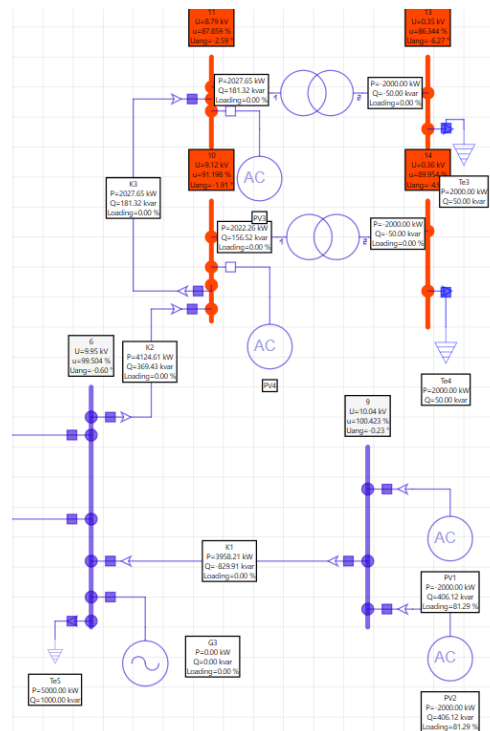 11
U=8.79 kV
u=87.859 %
Uang=-2.59 °
13
U=0.35 kV
u=86.344 %
Uang=-6.27 °
P=2027.65 kW
Q=181.32 kvar
Loading=0.00 %
P=-2000.00 kW
Q=-50.00 kvar
Loading=0.00 %
10
U=9.12 kV
u=91.198 %
Uang=-1.91 °
14
U=0.36 kV
u=89.954 %
AC
K3
P=2027.65 kW
Q=181.32 kvar
Loading=0.00 %
Te3
P=2000.00 kW
Q=50.00 kvar
PV3
P=2022.26 kW
Q=156.52 kvar
Loading=0.00 %
P=-2000.00 kW
Q=-50.00 kvar
Loading=0.00 %
AC
PV4
6
U=9.95 kV
u=99.504 %
Uang=-0.60 °
K2
P=4124.61 kW
Q=369.43 kvar
Loading=0.00 %
Te4
P=2000.00 kW
Q=50.00 kvar
9
U=10.04 kV
u=100.423 %
Uang=-0.23 °
AC
K1
P=3958.21 kW
Q=-829.91 kvar
Loading=0.00 %
PV1
P=-2000.00 kW
Q=406.12 kvar
Loading=81.29 %
G3
P=0.00 kW
Q=0.00 kvar
Loading=0.00 %
AC
Te5
P=5000.00 kW
Q=1000.00 kvar
PV2
P=-2000.00 kW
Q=406.12 kvar
Loading=81.29 %